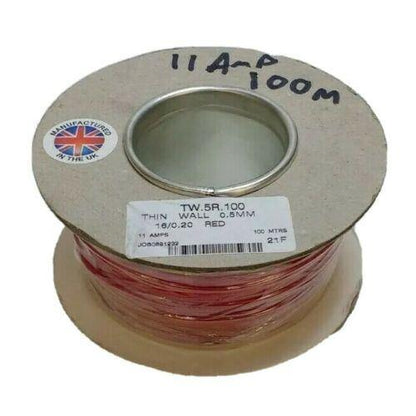 11 Amp
100m
MANUFACTURED
IN THE UK
TW.5R.100
THIN WALL 0.5MM
16/0.20 RED
11 AMPS 100 MTRS